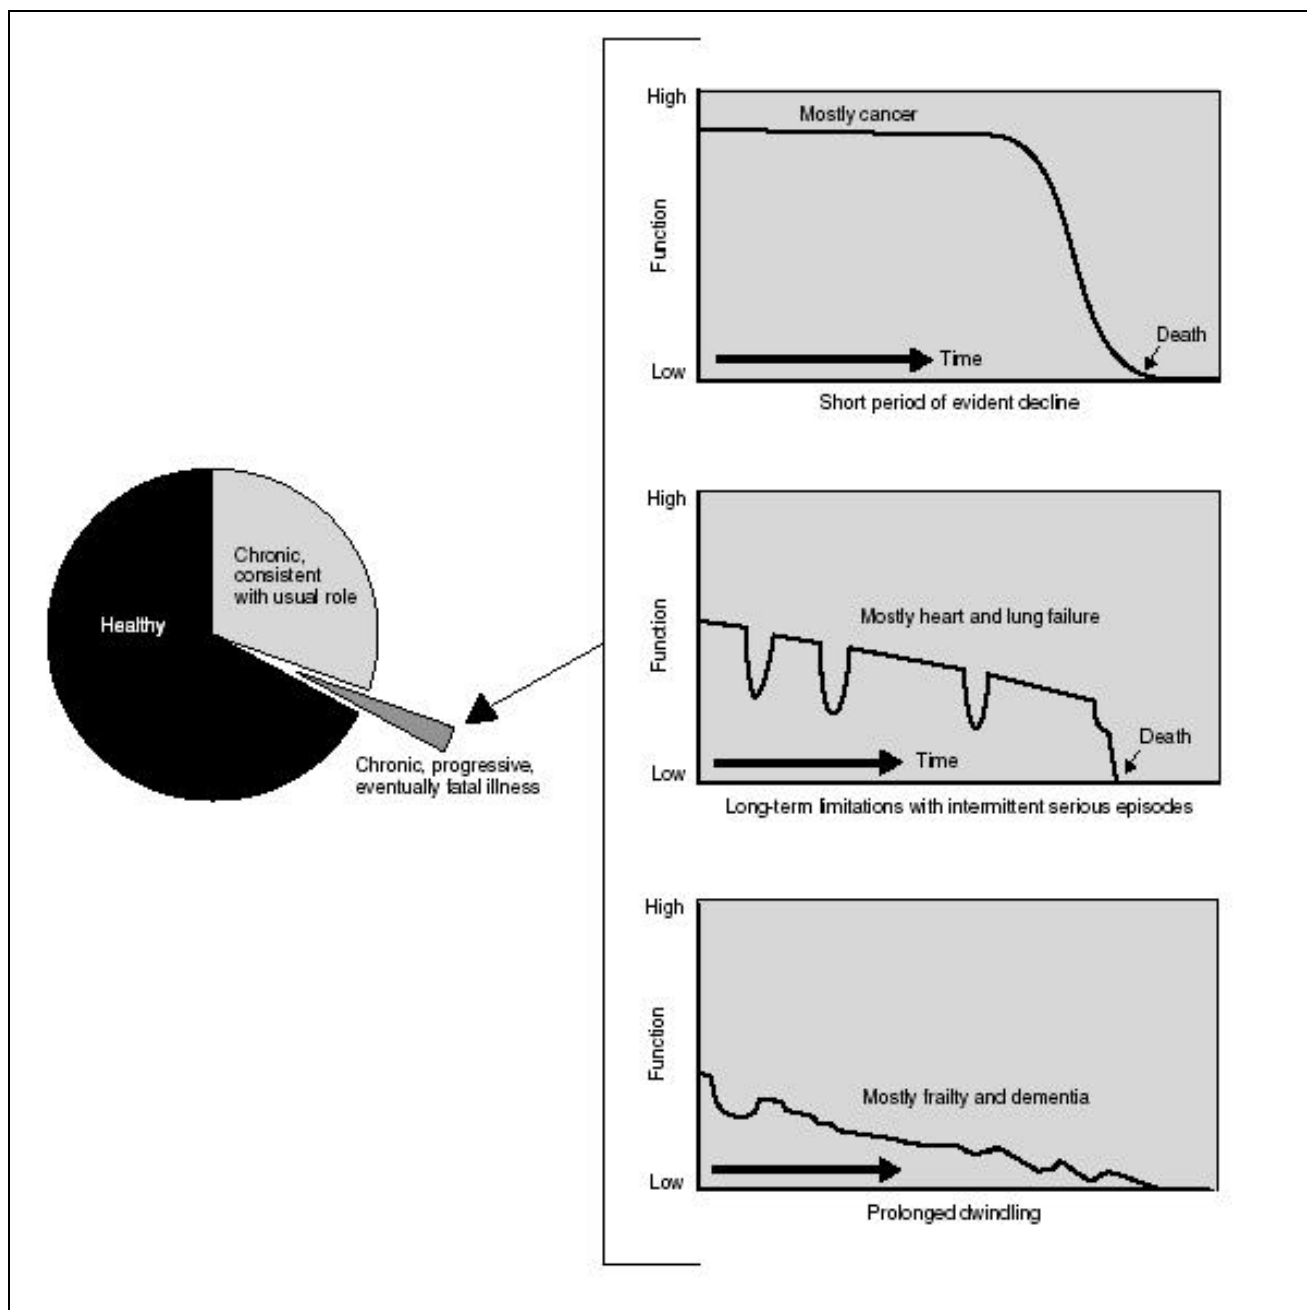 Healthy
Chronic,
consistent
with usual role
Chronic, progressive,
eventually fatal illness
High
Mostly cancer
Function
Death
Time
Low
Short period of evident decline
High
Mostly heart and lung failure
Function
Death
Time
Low
Long-term limitations with intermittent serious episodes
High
Function
Mostly frailty and dementia
Low
Prolonged dwindling